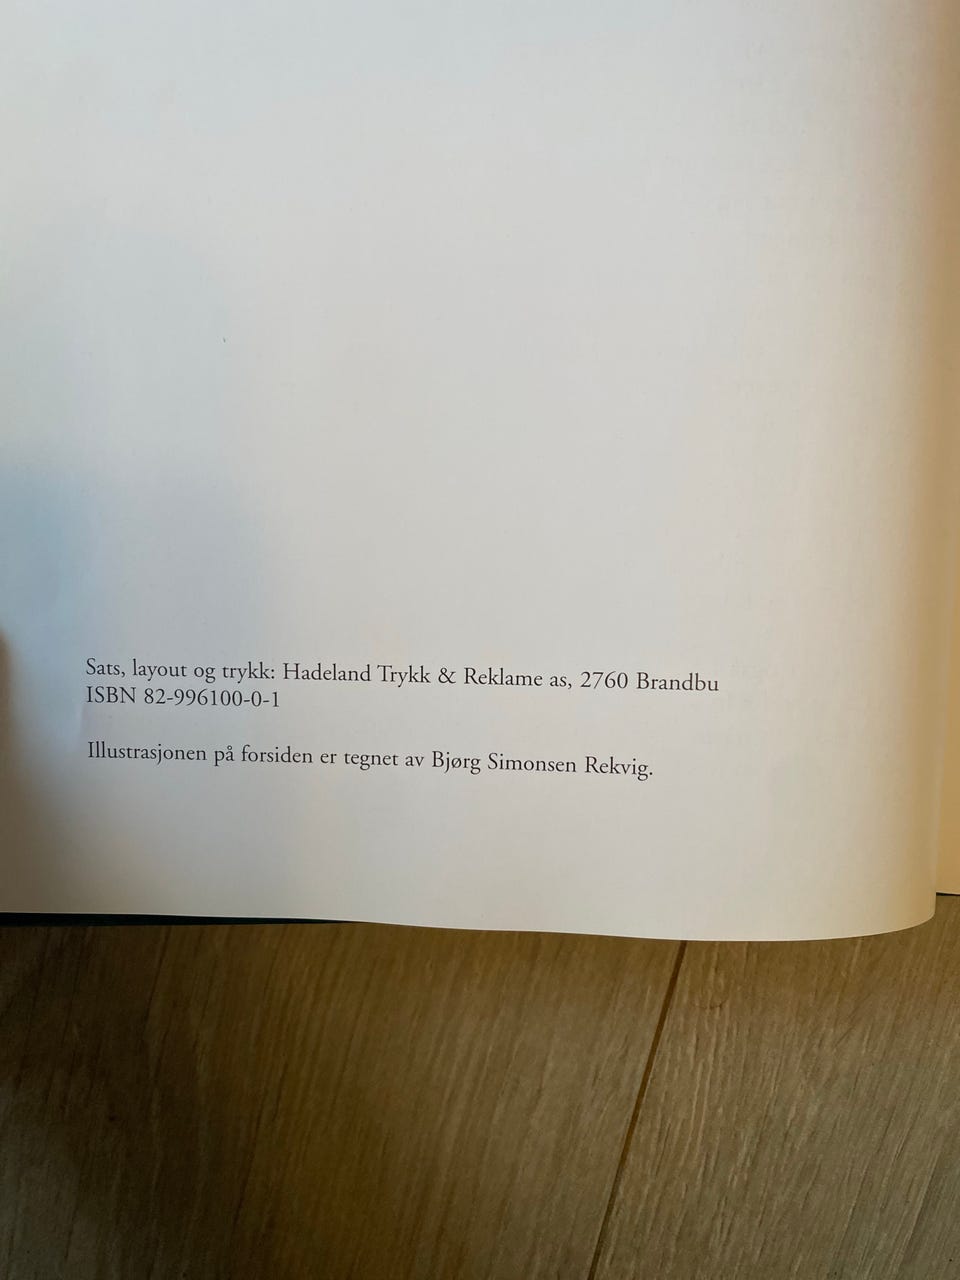 Sats, layout og trykk: Hadeland Trykk & Reklame as, 2760 Brandbu
ISBN 82-996100-0-1
Illustrasjonen på forsiden er tegnet av Bjørg Simonsen Rekvig.